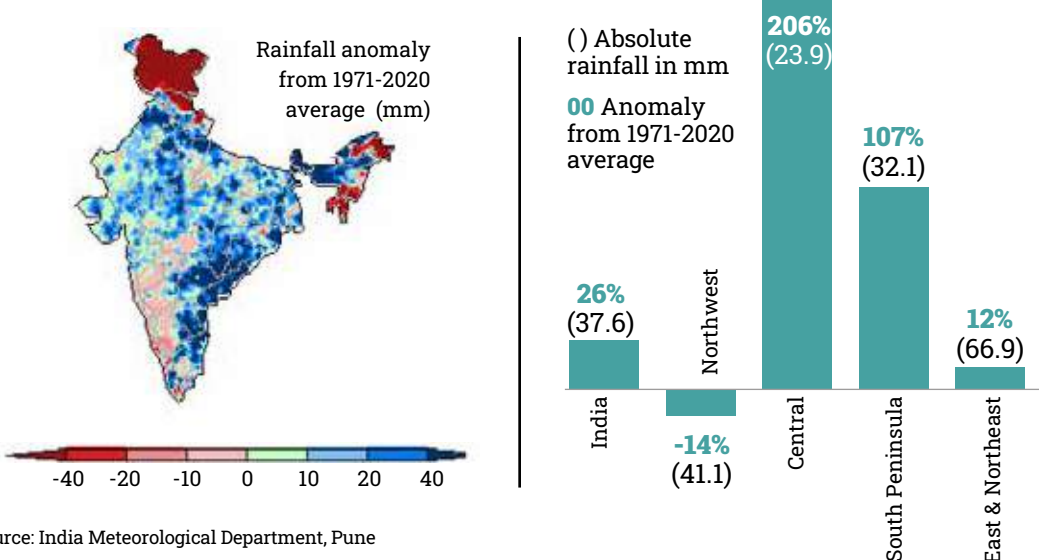 Rainfall anomaly
from 1971-2020
average (mm)
-40 -20 -10 0 10 20 40
urce: India Meteorological Department, Pune
( ) Absolute
rainfall in mm
00 Anomaly
from 1971-2020
average
26%
(37.6)
India
Northwest
-14%
(41.1)
206%
(23.9)
Central
107%
(32.1)
South Peninsula
12%
(66.9)
East & Northeast